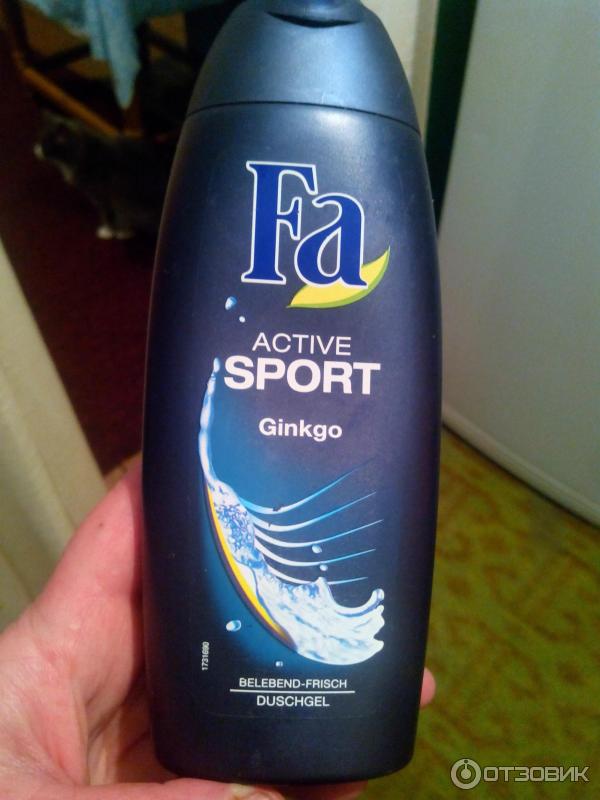 Fa
ACTIVE
SPORT
Ginkgo
1731690
BELEBEND-FRISCH
DUSCHGEL
ОТЗОВИК